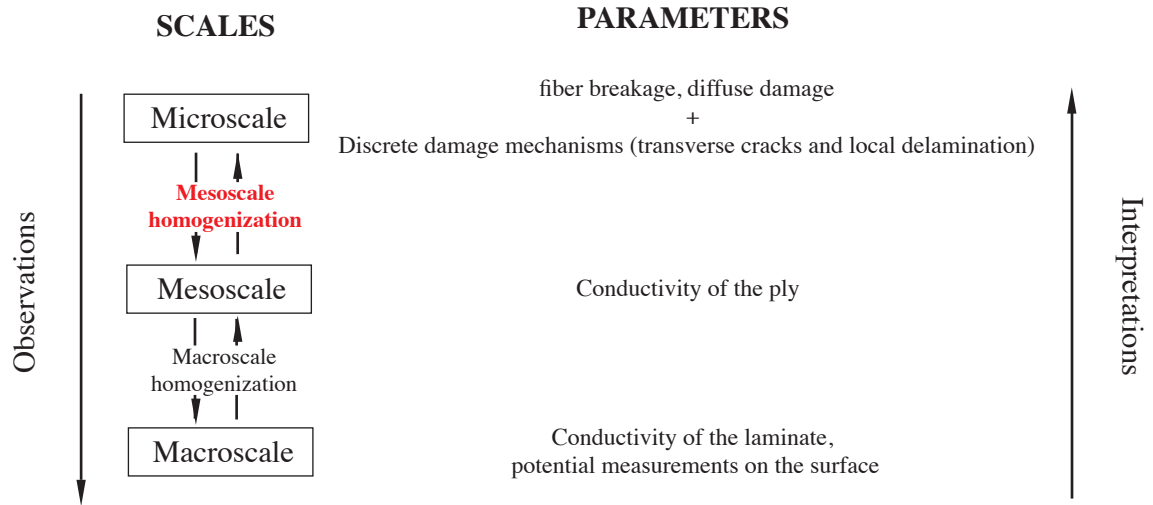 SCALES
PARAMETERS
Microscale
fiber breakage, diffuse damage
+
Discrete damage mechanisms (transverse cracks and local delamination)
Mesoscale
homogenization
Mesoscale
Conductivity of the ply
Macroscale
homogenization
Macroscale
Conductivity of the laminate,
potential measurements on the surface
Observations
Interpretations